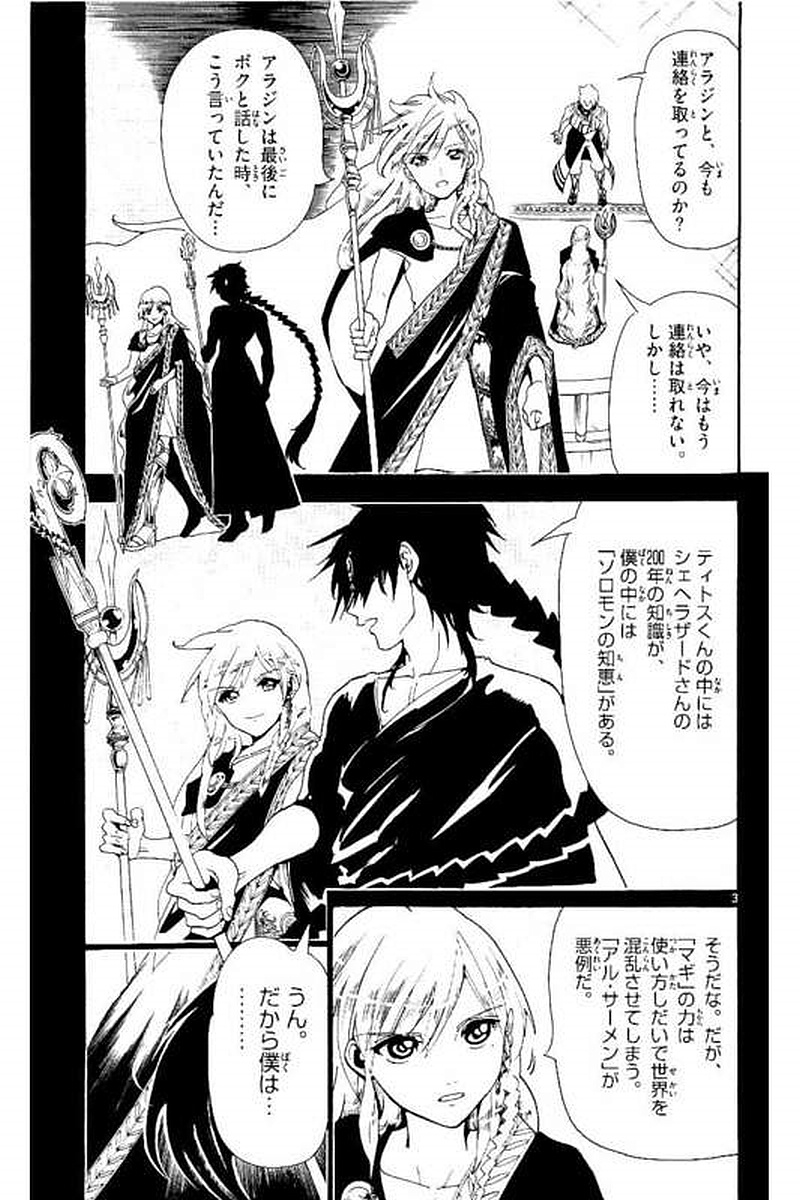 アラジンと、今も
連絡を取ってるのか?
いや、今はもう
連絡は取れない。
しかし……
アラジンは最後に
ボクと話した時、
こう言っていたんだ…
ティトスくんの中には
シェヘラザードさんの
200年の知識が、
僕の中には
「ソロモンの知恵」がある。
3
そうだな。だが、
「マギ」の力は
使い方しだいで世界を
混乱させてしまう。
「アル・サーメン」が
悪例だ。
うん。
だから僕は…
………